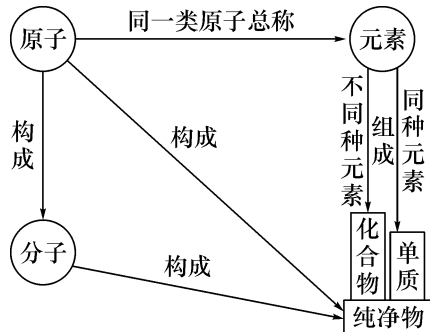 原子
同一类原子总称
元素
构成
构成
不同种元素
组成
同种元素
分子
构成
化合物
单质
纯净物